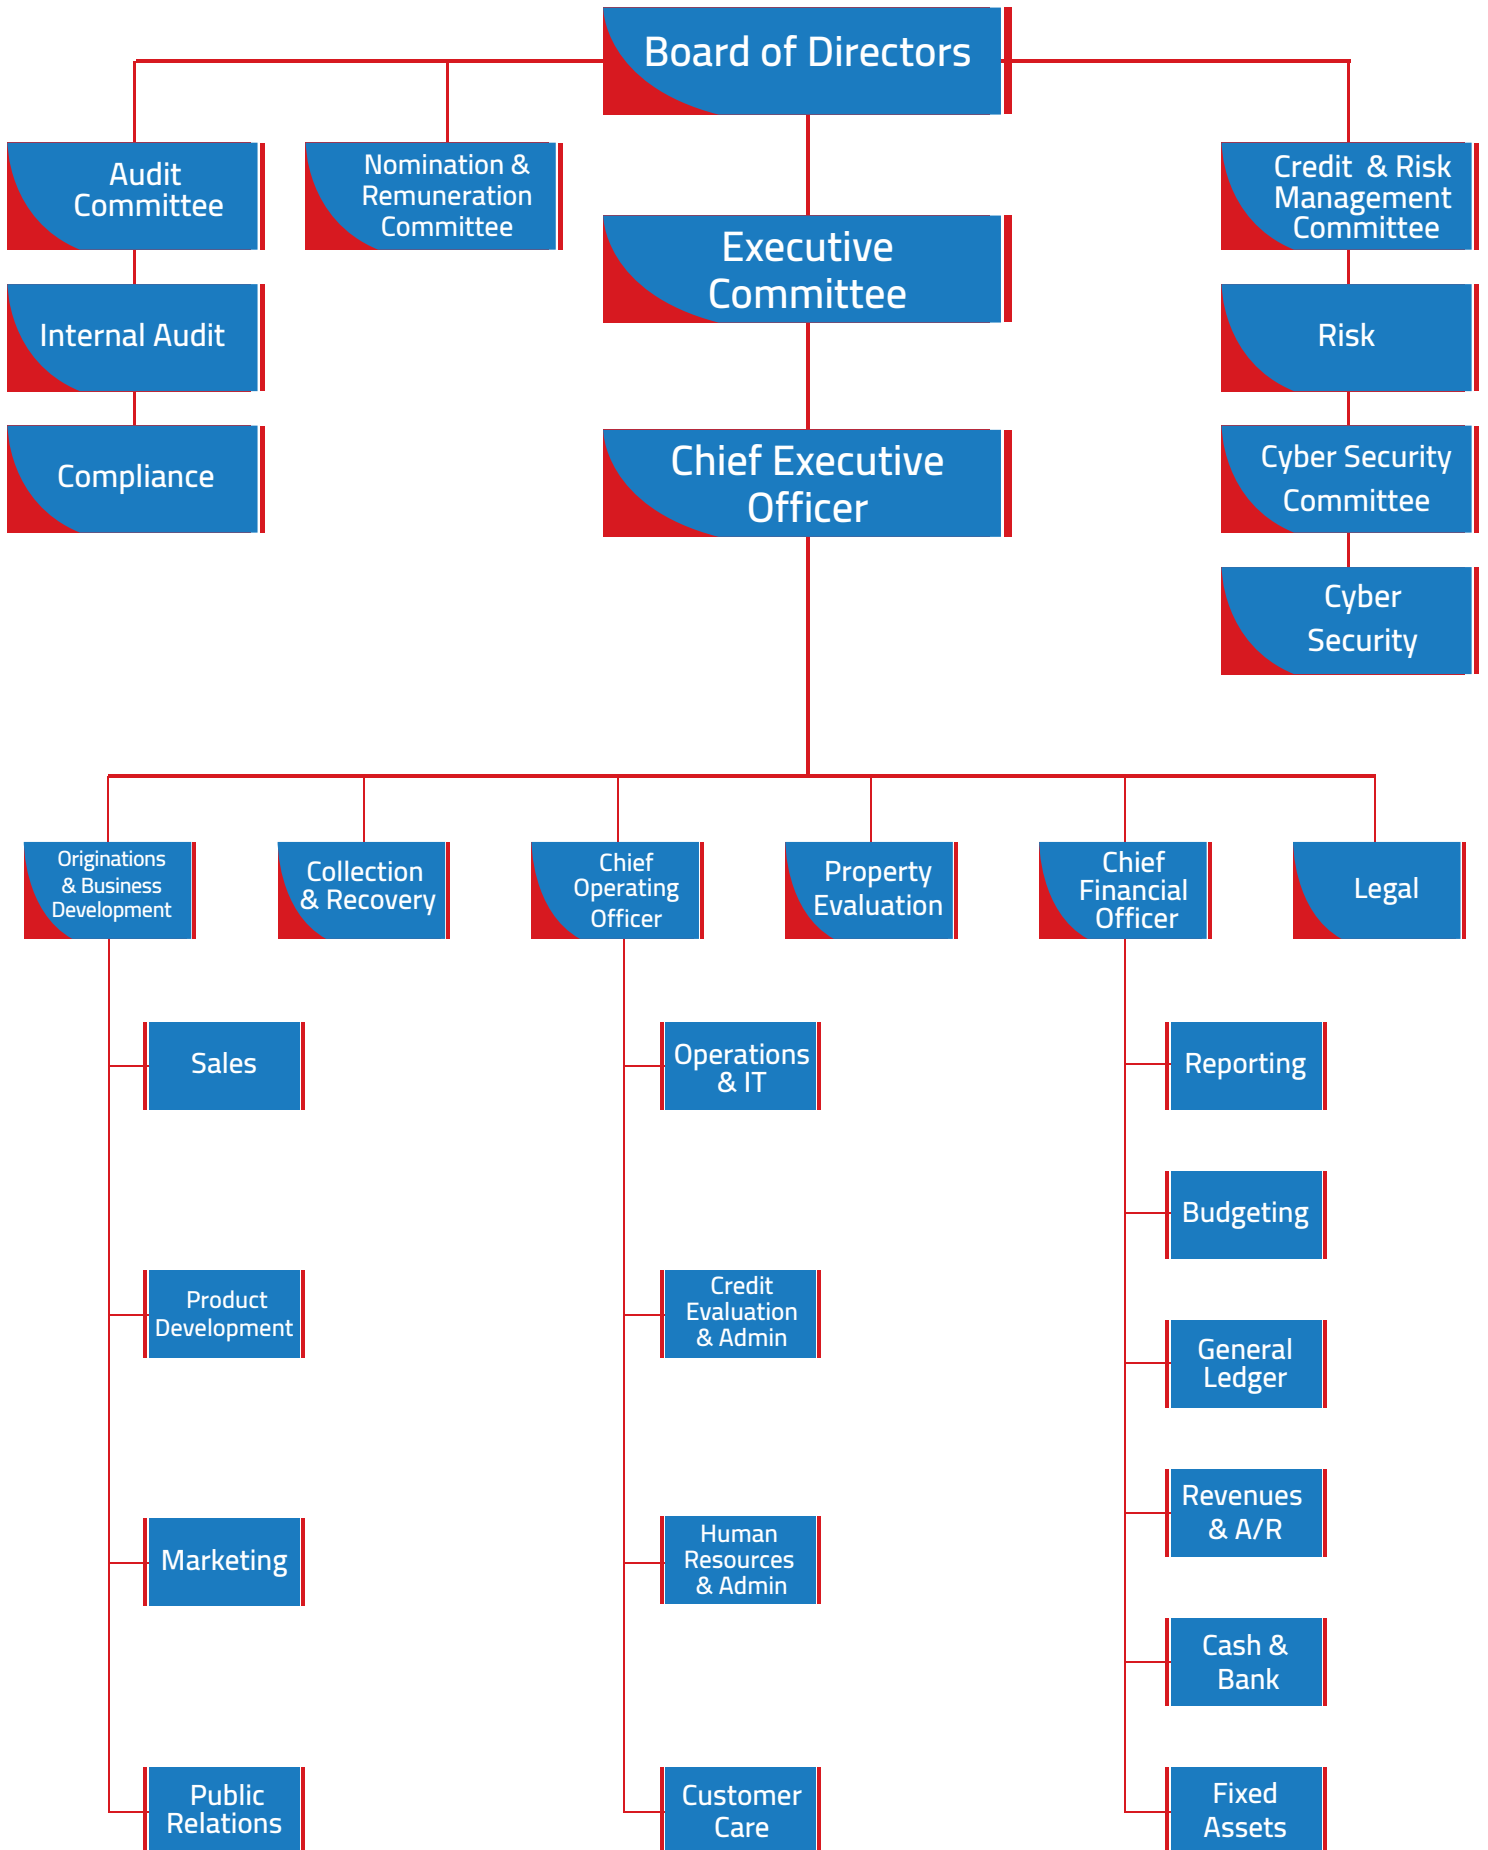 Board of Directors
Audit
Committee
Nomination &
Remuneration
Committee
Credit & Risk
Management
Committee
Executive
Committee
Internal Audit
Risk
Chief Executive
Officer
Compliance
Cyber Security
Committee
Cyber
Security
Originations
& Business
Development
Collection
& Recovery
Chief
Operating
Officer
Property
Evaluation
Chief
Financial
Officer
Legal
Sales
Operations
& IT
Reporting
Budgeting
Product
Development
Credit
Evaluation
& Admin
General
Ledger
Revenues
& A/R
Marketing
Human
Resources
& Admin
Cash &
Bank
Public
Relations
Customer
Care
Fixed
Assets